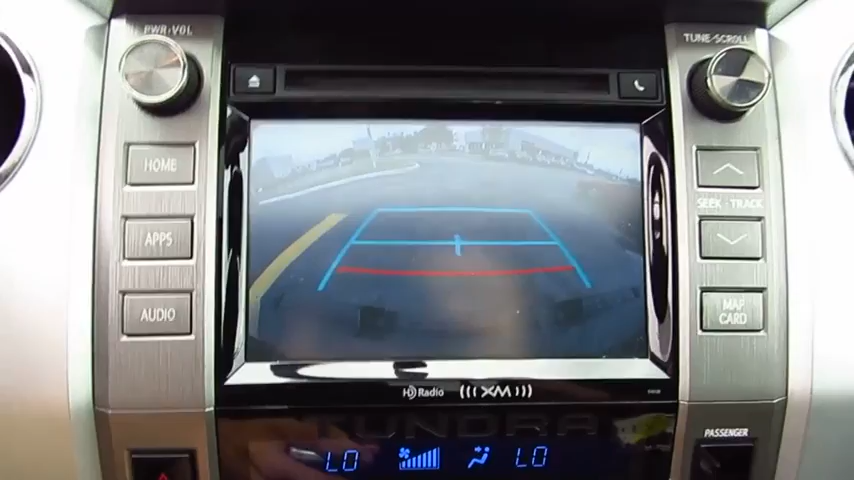 PWR·VOL
TUNE·SCROLL
HOME
APPS
AUDIO
SEEK · TRACK
MAP
CARD
HD Radio
XM
TUNDRA
PASSENGER
LO
LO